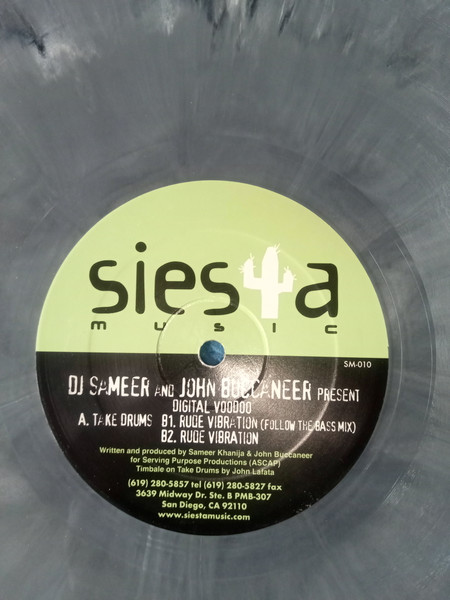 siesta
music
SM-010
DJ SAMEER AND JOHN BUCCANEER PRESENT
DIGITAL VOODOO
A. TAKE DRUMS B1. RUDE VIBRATION (FOLLOW THE BASS MIX)
B2. RUDE VIBRATION
Written and produced by Sameer Khanija & John Buccaneer
for Serving Purpose Productions (ASCAP)
Timbale on Take Drums by John Lafata
(619) 280-5857 tel (619) 280-5827 fax
3639 Midway Dr. Ste. B PMB-307
San Diego, CA 92110
www.siestamusic.com